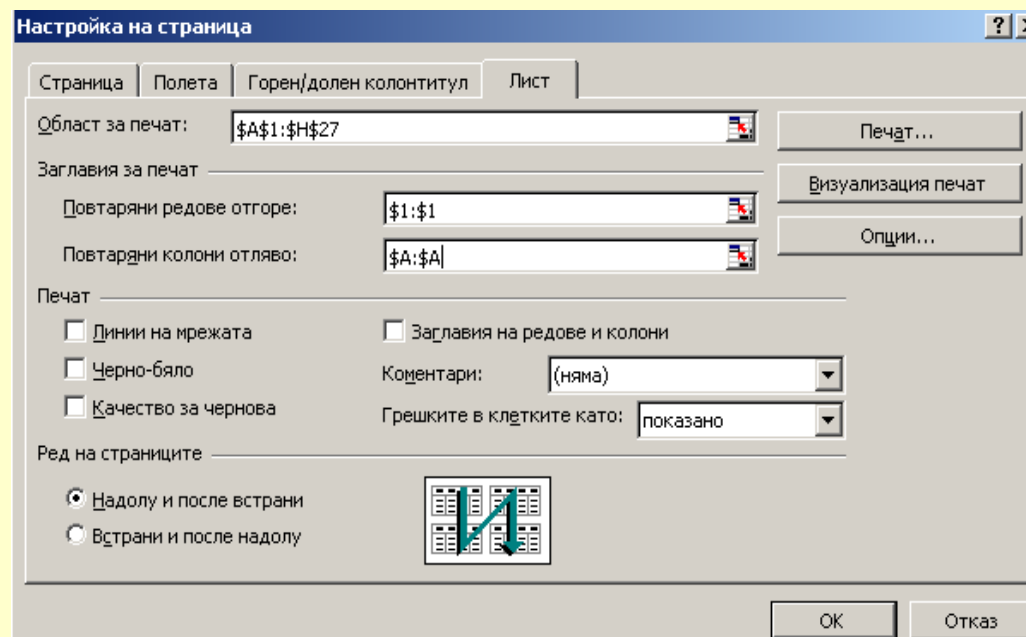 Настройка на страница
Страница Полета Горен/долен колонтитул Лист
Област за печат: $A$1:$H$27 Печат...
Заглавия за печат Визуализация печат
Повтаряни редове отгоре: $1:$1
Опции...
Повтаряни колони отляво: $A:$A
Печат
Линии на мрежата Заглавия на редове и колони
Черно-бяло Коментари: (няма)
Качество за чернова Грешките в клетките като: показано
Ред на страниците
Надолу и после встрани
Встрани и после надолу
OK Отказ